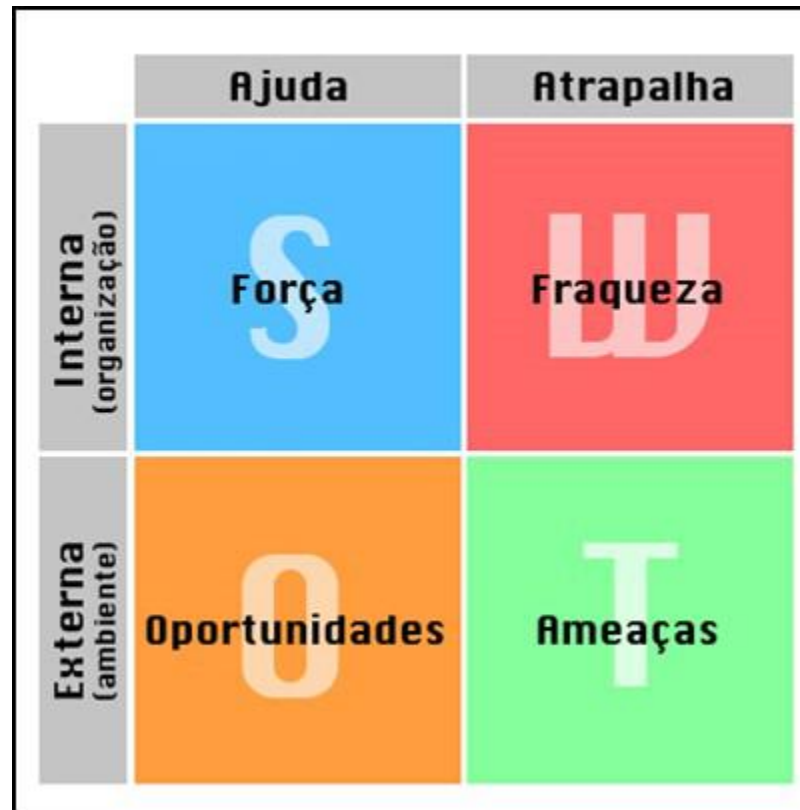 Ajuda
Atrapalha
Interna
(organização)
S
Força
W
Fraqueza
Externa
(ambiente)
O
Oportunidades
T
Ameaças